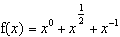 f(x) = x^0 + x^{1/2} + x^{-1}